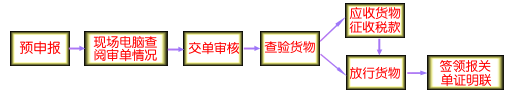 预申报
现场电脑查
阅审单情况
交单审核
查验货物
应收货物
征收税款
放行货物
签领报关
单证明联